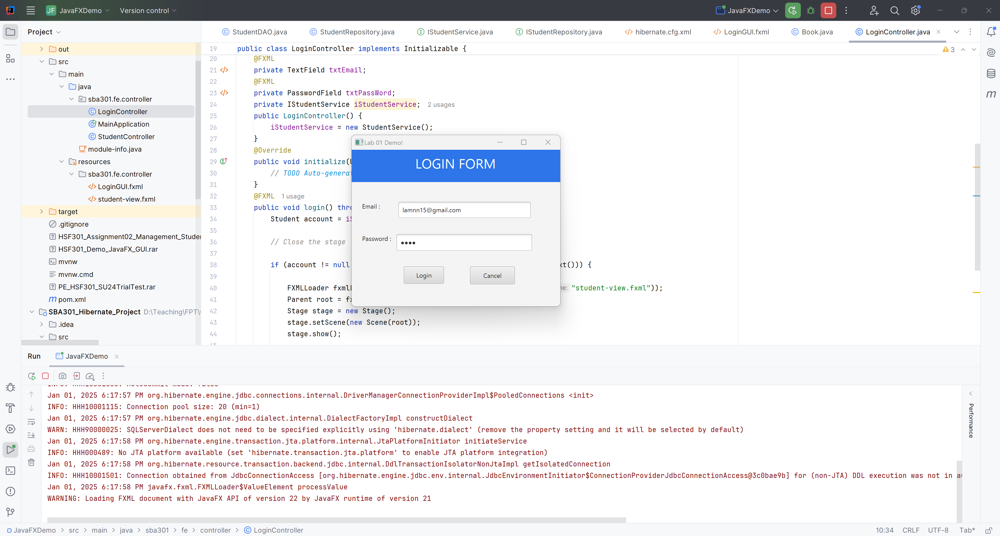 JF JavaFXDemo Version control JavaFXDemo
Project
StudentDAO.java StudentRepository.java IStudentService.java IStudentRepository.java hibernate.cfg.xml LoginGUI.fxml Book.java LoginController.java
out
src
main
java
sba301.fe.controller
LoginController
MainApplication
StudentController
module-info.java
resources
sba301.fe.controller
LoginGUI.fxml
student-view.fxml
target
.gitignore
HSF301_Assignment02_Management_Studen
HSF301_Demo_JavaFX_GUI.rar
mvnw
mvnw.cmd
PE_HSF301_SU24TrialTest.rar
pom.xml
SBA301_Hibernate_Project D:\Teaching\FPT\
.idea
src
3
19 public class LoginController implements Initializable {
20 @FXML
21 private TextField txtEmail;
22 @FXML
23 private PasswordField txtPassWord;
24 private IStudentService iStudentService; 2 usages
25 public LoginController() {
26 iStudentService = new StudentService();
27 }
28 @Override
29 public void initialize(
30 // TODO Auto-genera
31 }
32 @FXML 1 usage
33 public void login() thr
34 Student account = iS
35
36 // Close the stage
37
38 if (account != null xt())) {
39
40 FXMLLoader fxml ne: "student-view.fxml"));
41 Parent root = fx
42 Stage stage = new Stage();
43 stage.setScene(new Scene(root));
44 stage.show();
45
Lab 01 Demo!
LOGIN FORM
Email :
lamnn15@gmail.com
Password :
••••
Login Cancel
Run JavaFXDemo
INFO: HHH10001006: Autocommit mode: false
Jan 01, 2025 6:17:57 PM org.hibernate.engine.jdbc.connections.internal.DriverManagerConnectionProviderImpl$PooledConnections <init>
INFO: HHH10001115: Connection pool size: 20 (min=1)
Jan 01, 2025 6:17:57 PM org.hibernate.engine.jdbc.dialect.internal.DialectFactoryImpl constructDialect
WARN: HHH90000025: SQLServerDialect does not need to be specified explicitly using 'hibernate.dialect' (remove the property setting and it will be selected by default)
Jan 01, 2025 6:17:58 PM org.hibernate.engine.transaction.jta.platform.internal.JtaPlatformInitiator initiateService
INFO: HHH000489: No JTA platform available (set 'hibernate.transaction.jta.platform' to enable JTA platform integration)
Jan 01, 2025 6:17:58 PM org.hibernate.resource.transaction.backend.jdbc.internal.DdlTransactionIsolatorNonJtaImpl getIsolatedConnection
INFO: HHH10001501: Connection obtained from JdbcConnectionAccess [org.hibernate.engine.jdbc.env.internal.JdbcEnvironmentInitiator$ConnectionProviderJdbcConnectionAccess@3c0bae9b] for (non-JTA) DDL execution was not in a
Jan 01, 2025 6:17:58 PM javafx.fxml.FXMLLoader$ValueElement processValue
WARNING: Loading FXML document with JavaFX API of version 22 by JavaFX runtime of version 21
Performance
JavaFXDemo > src > main > java > sba301 > fe > controller > LoginController
10:34 CRLF UTF-8 Tab*